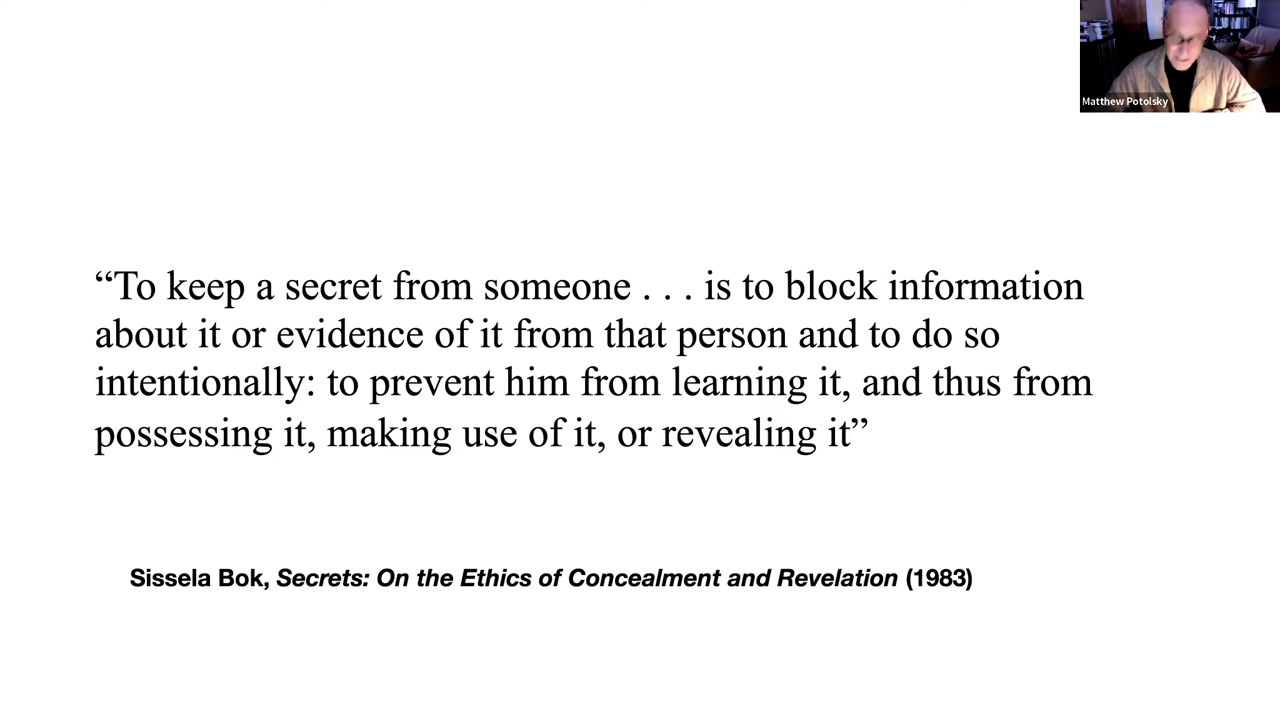 Matthew Potolsky
“To keep a secret from someone . . . is to block information
about it or evidence of it from that person and to do so
intentionally: to prevent him from learning it, and thus from
possessing it, making use of it, or revealing it”
Sissela Bok, Secrets: On the Ethics of Concealment and Revelation (1983)